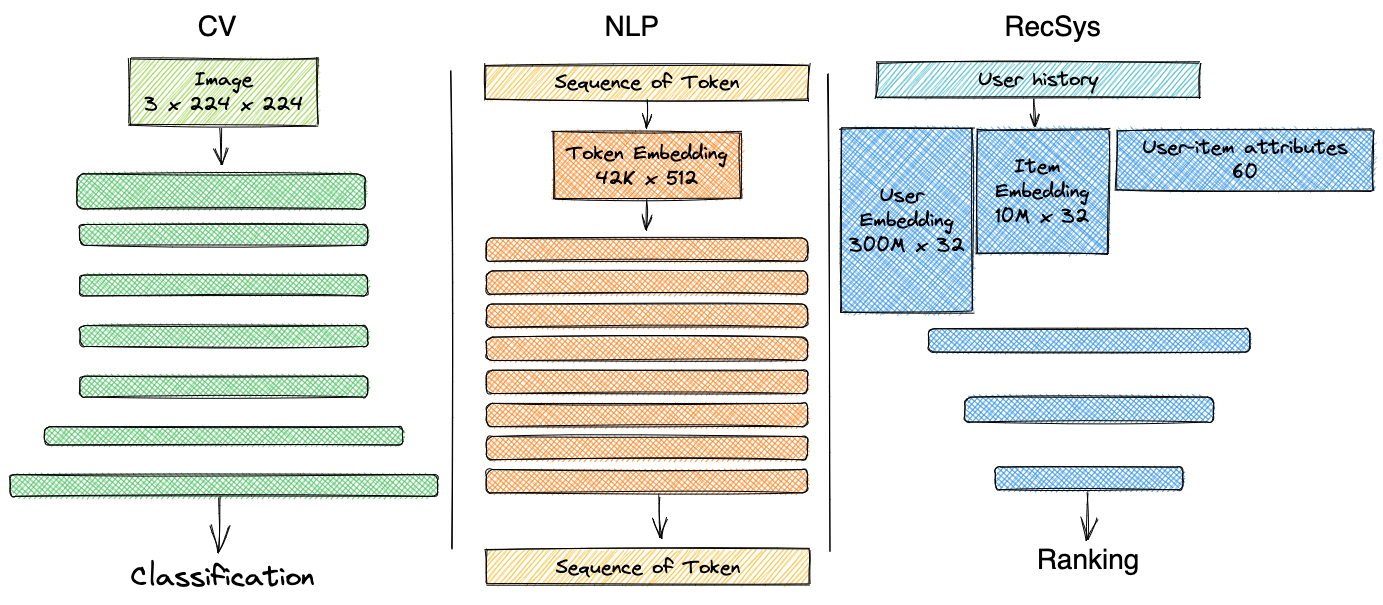 CV
Image
3 x 224 x 224
Classification
NLP
Sequence of Token
Token Embedding
42K x 512
Sequence of Token
RecSys
User history
User
Embedding
300M x 32
Item
Embedding
10M x 32
User-item attributes
60
Ranking